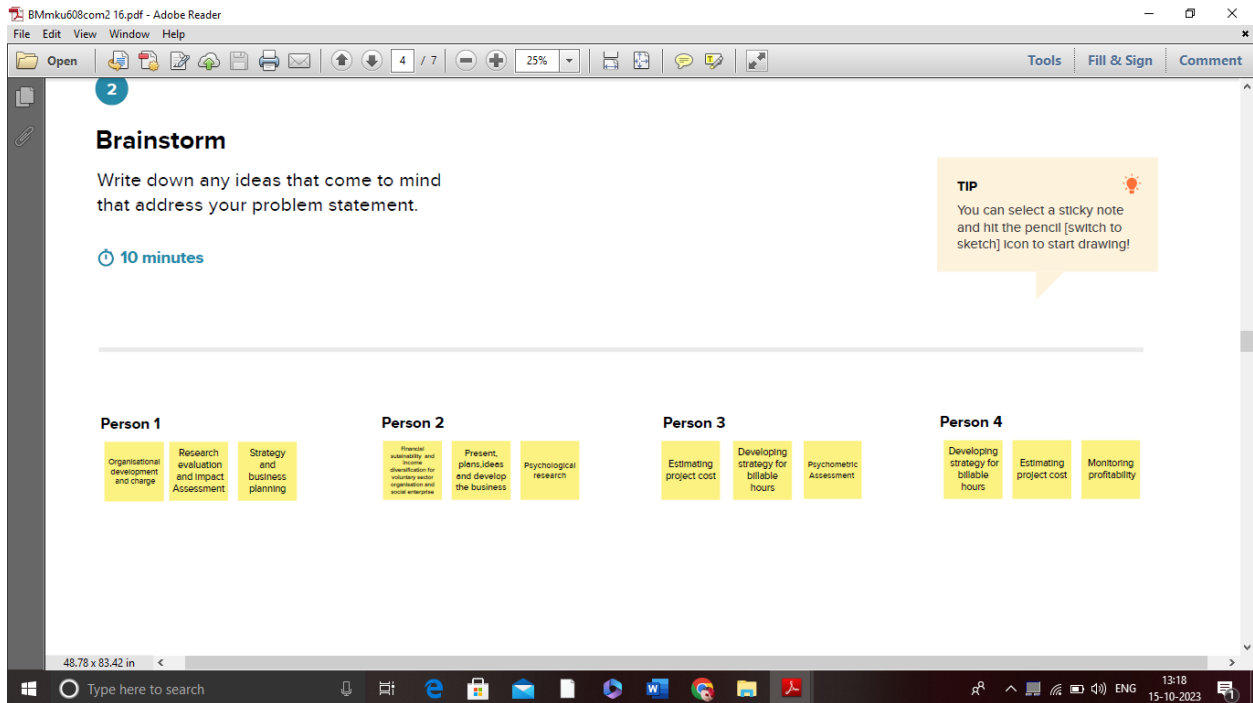 BMmku608com2 16.pdf - Adobe Reader
File Edit View Window Help
Open
4 / 7
25%
Tools
Fill & Sign
Comment
2
Brainstorm
Write down any ideas that come to mind
that address your problem statement.
10 minutes
TIP
You can select a sticky note
and hit the pencil [switch to
sketch] icon to start drawing!
Person 1
Organisational
development
and charge
Research
evaluation
and impact
Assessment
Strategy
and
business
planning
Person 2
Financial
sutainability and
income
diversification for
voluntary sector
organisation and
social enterprise
Present,
plans,ideas
and develop
the business
Psychological
research
Person 3
Estimating
project cost
Developing
strategy for
billable
hours
Psychometric
Assessment
Person 4
Developing
strategy for
billable
hours
Estimating
project cost
Monitoring
profitability
48.78 x 83.42 in
Type here to search
ENG
13:18
15-10-2023
1